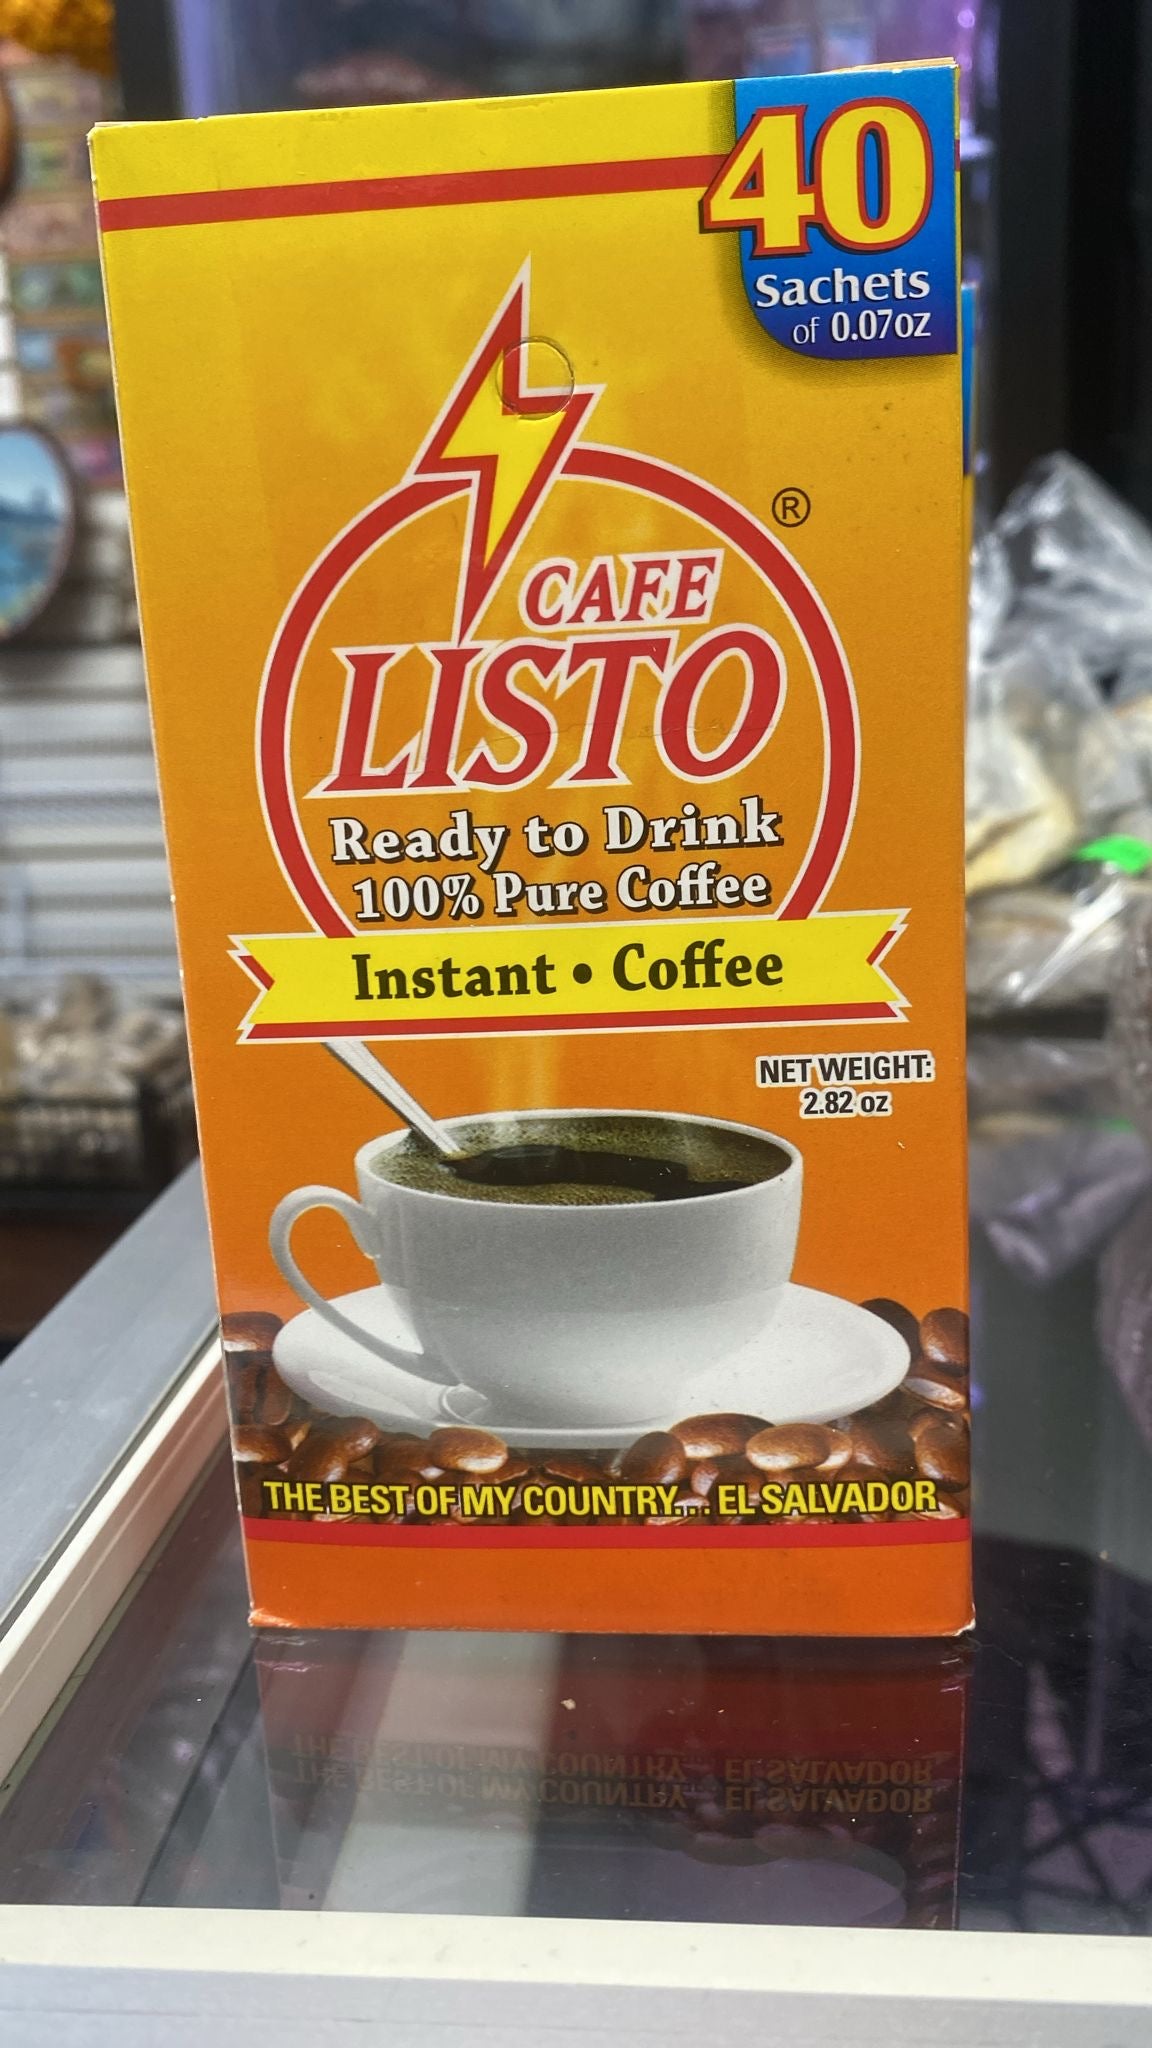 40
Sachets
of 0.07oz
®
CAFE
LISTO
Ready to Drink
100% Pure Coffee
Instant • Coffee
NET WEIGHT:
2.82 oz
THE BEST OF MY COUNTRY... EL SALVADOR